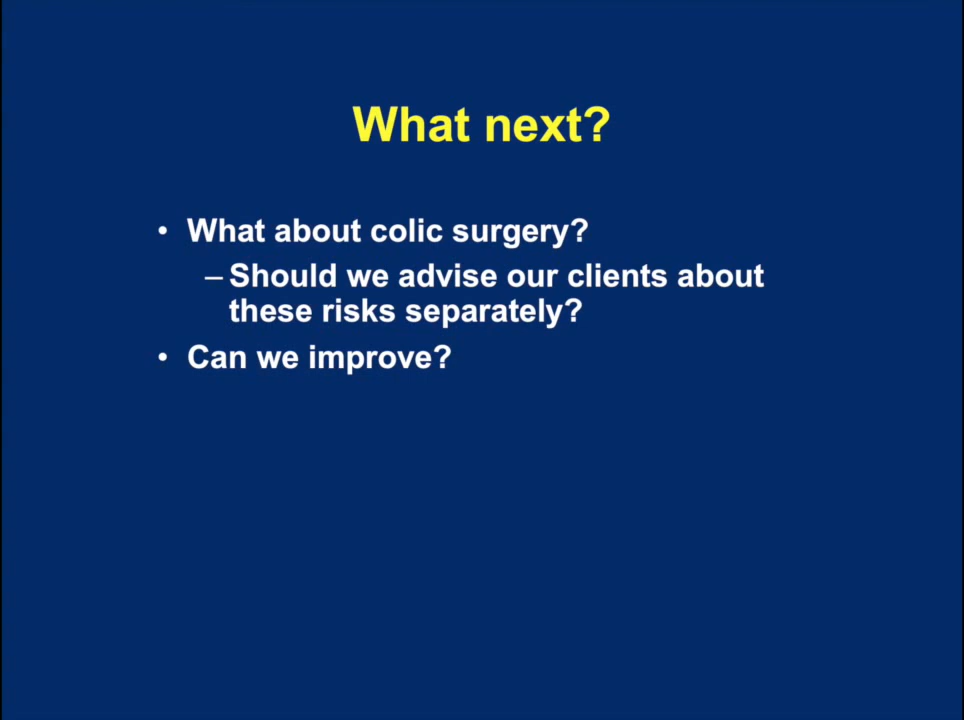 What next?
• What about colic surgery?
– Should we advise our clients about
these risks separately?
• Can we improve?